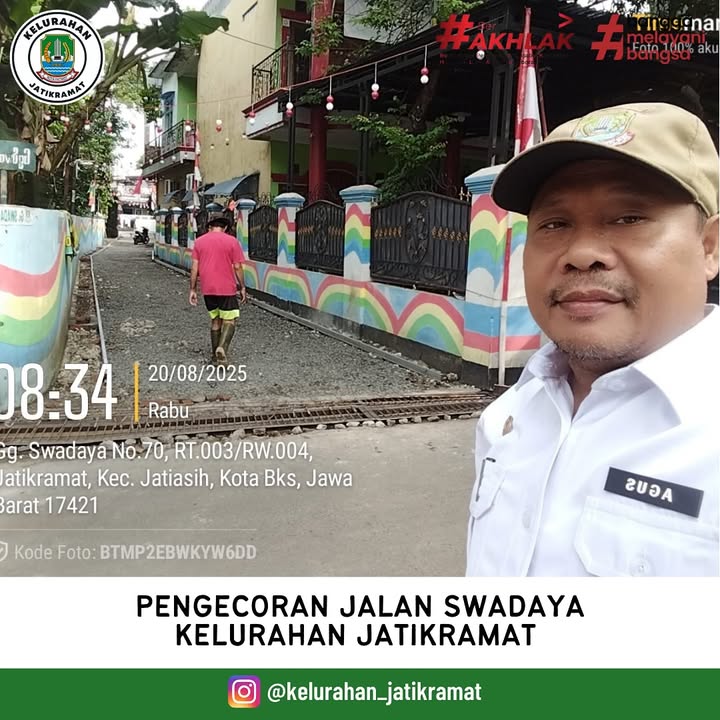 KELURAHAN
JATIKRAMAT
#AKHLAK
#melayani
bangsa
Foto 100% aku
08:34
20/08/2025
Rabu
Gg. Swadaya No.70, RT.003/RW.004,
Jatikramat, Kec. Jatiasih, Kota Bks, Jawa
Barat 17421
Kode Foto: BTMP2EBWKYW6DD
AGUS
PENGECORAN JALAN SWADAYA
KELURAHAN JATIKRAMAT
@kelurahan_jatikramat